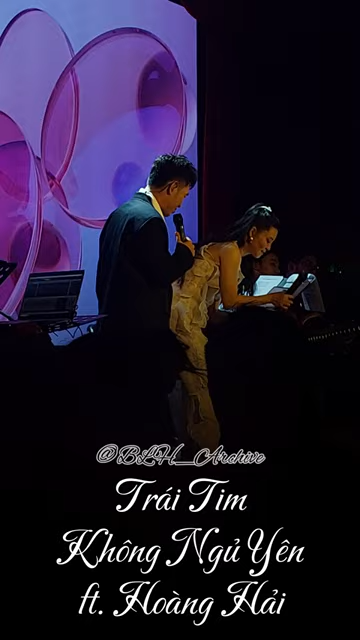 @BLH_Archive
Trái Tim
Không Ngủ Yên
ft. Hoàng Hải